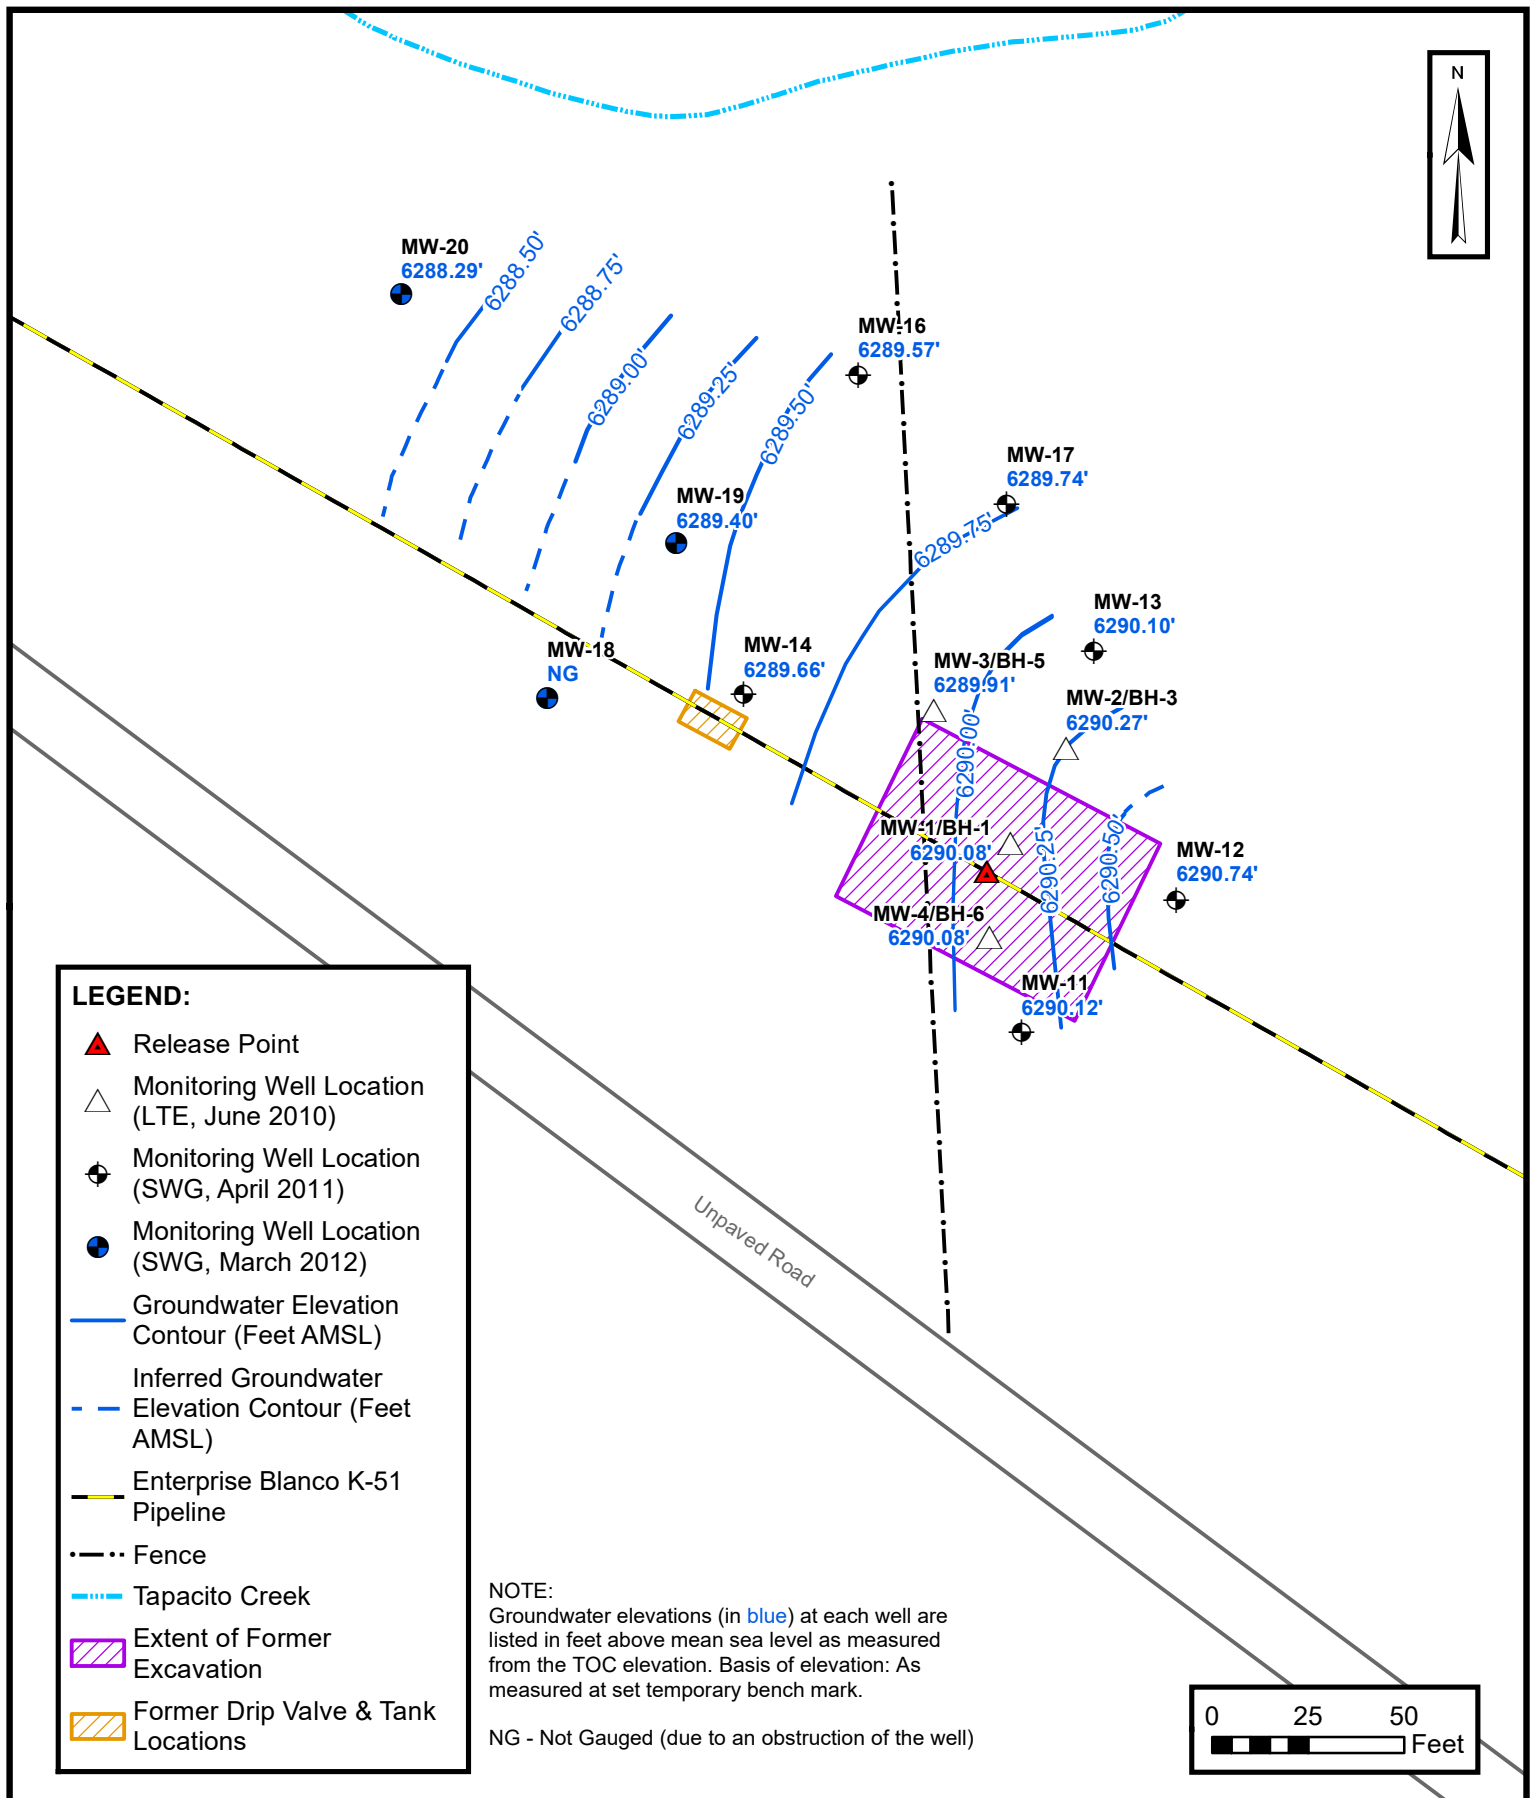 N
MW-20
6288.29'
6288.50'
6288.75'
6289.00'
6289.25'
6289.50'
MW-16
6289.57'
MW-17
6289.74'
MW-19
6289.40'
6289.75'
MW-13
6290.10'
MW-18
NG
MW-14
6289.66'
MW-3/BH-5
6289.91'
MW-2/BH-3
6290.27'
6290.00'
MW-1/BH-1
6290.08'
6290.25'
6290.50'
MW-12
6290.74'
MW-4/BH-6
6290.08'
MW-11
6290.12'
Unpaved Road
LEGEND:
Release Point
Monitoring Well Location
(LTE, June 2010)
Monitoring Well Location
(SWG, April 2011)
Monitoring Well Location
(SWG, March 2012)
Groundwater Elevation
Contour (Feet AMSL)
Inferred Groundwater
Elevation Contour (Feet
AMSL)
Enterprise Blanco K-51
Pipeline
Fence
Tapacito Creek
Extent of Former
Excavation
Former Drip Valve & Tank
Locations
NOTE:
Groundwater elevations (in blue) at each well are
listed in feet above mean sea level as measured
from the TOC elevation. Basis of elevation: As
measured at set temporary bench mark.
NG - Not Gauged (due to an obstruction of the well)
0 25 50
Feet